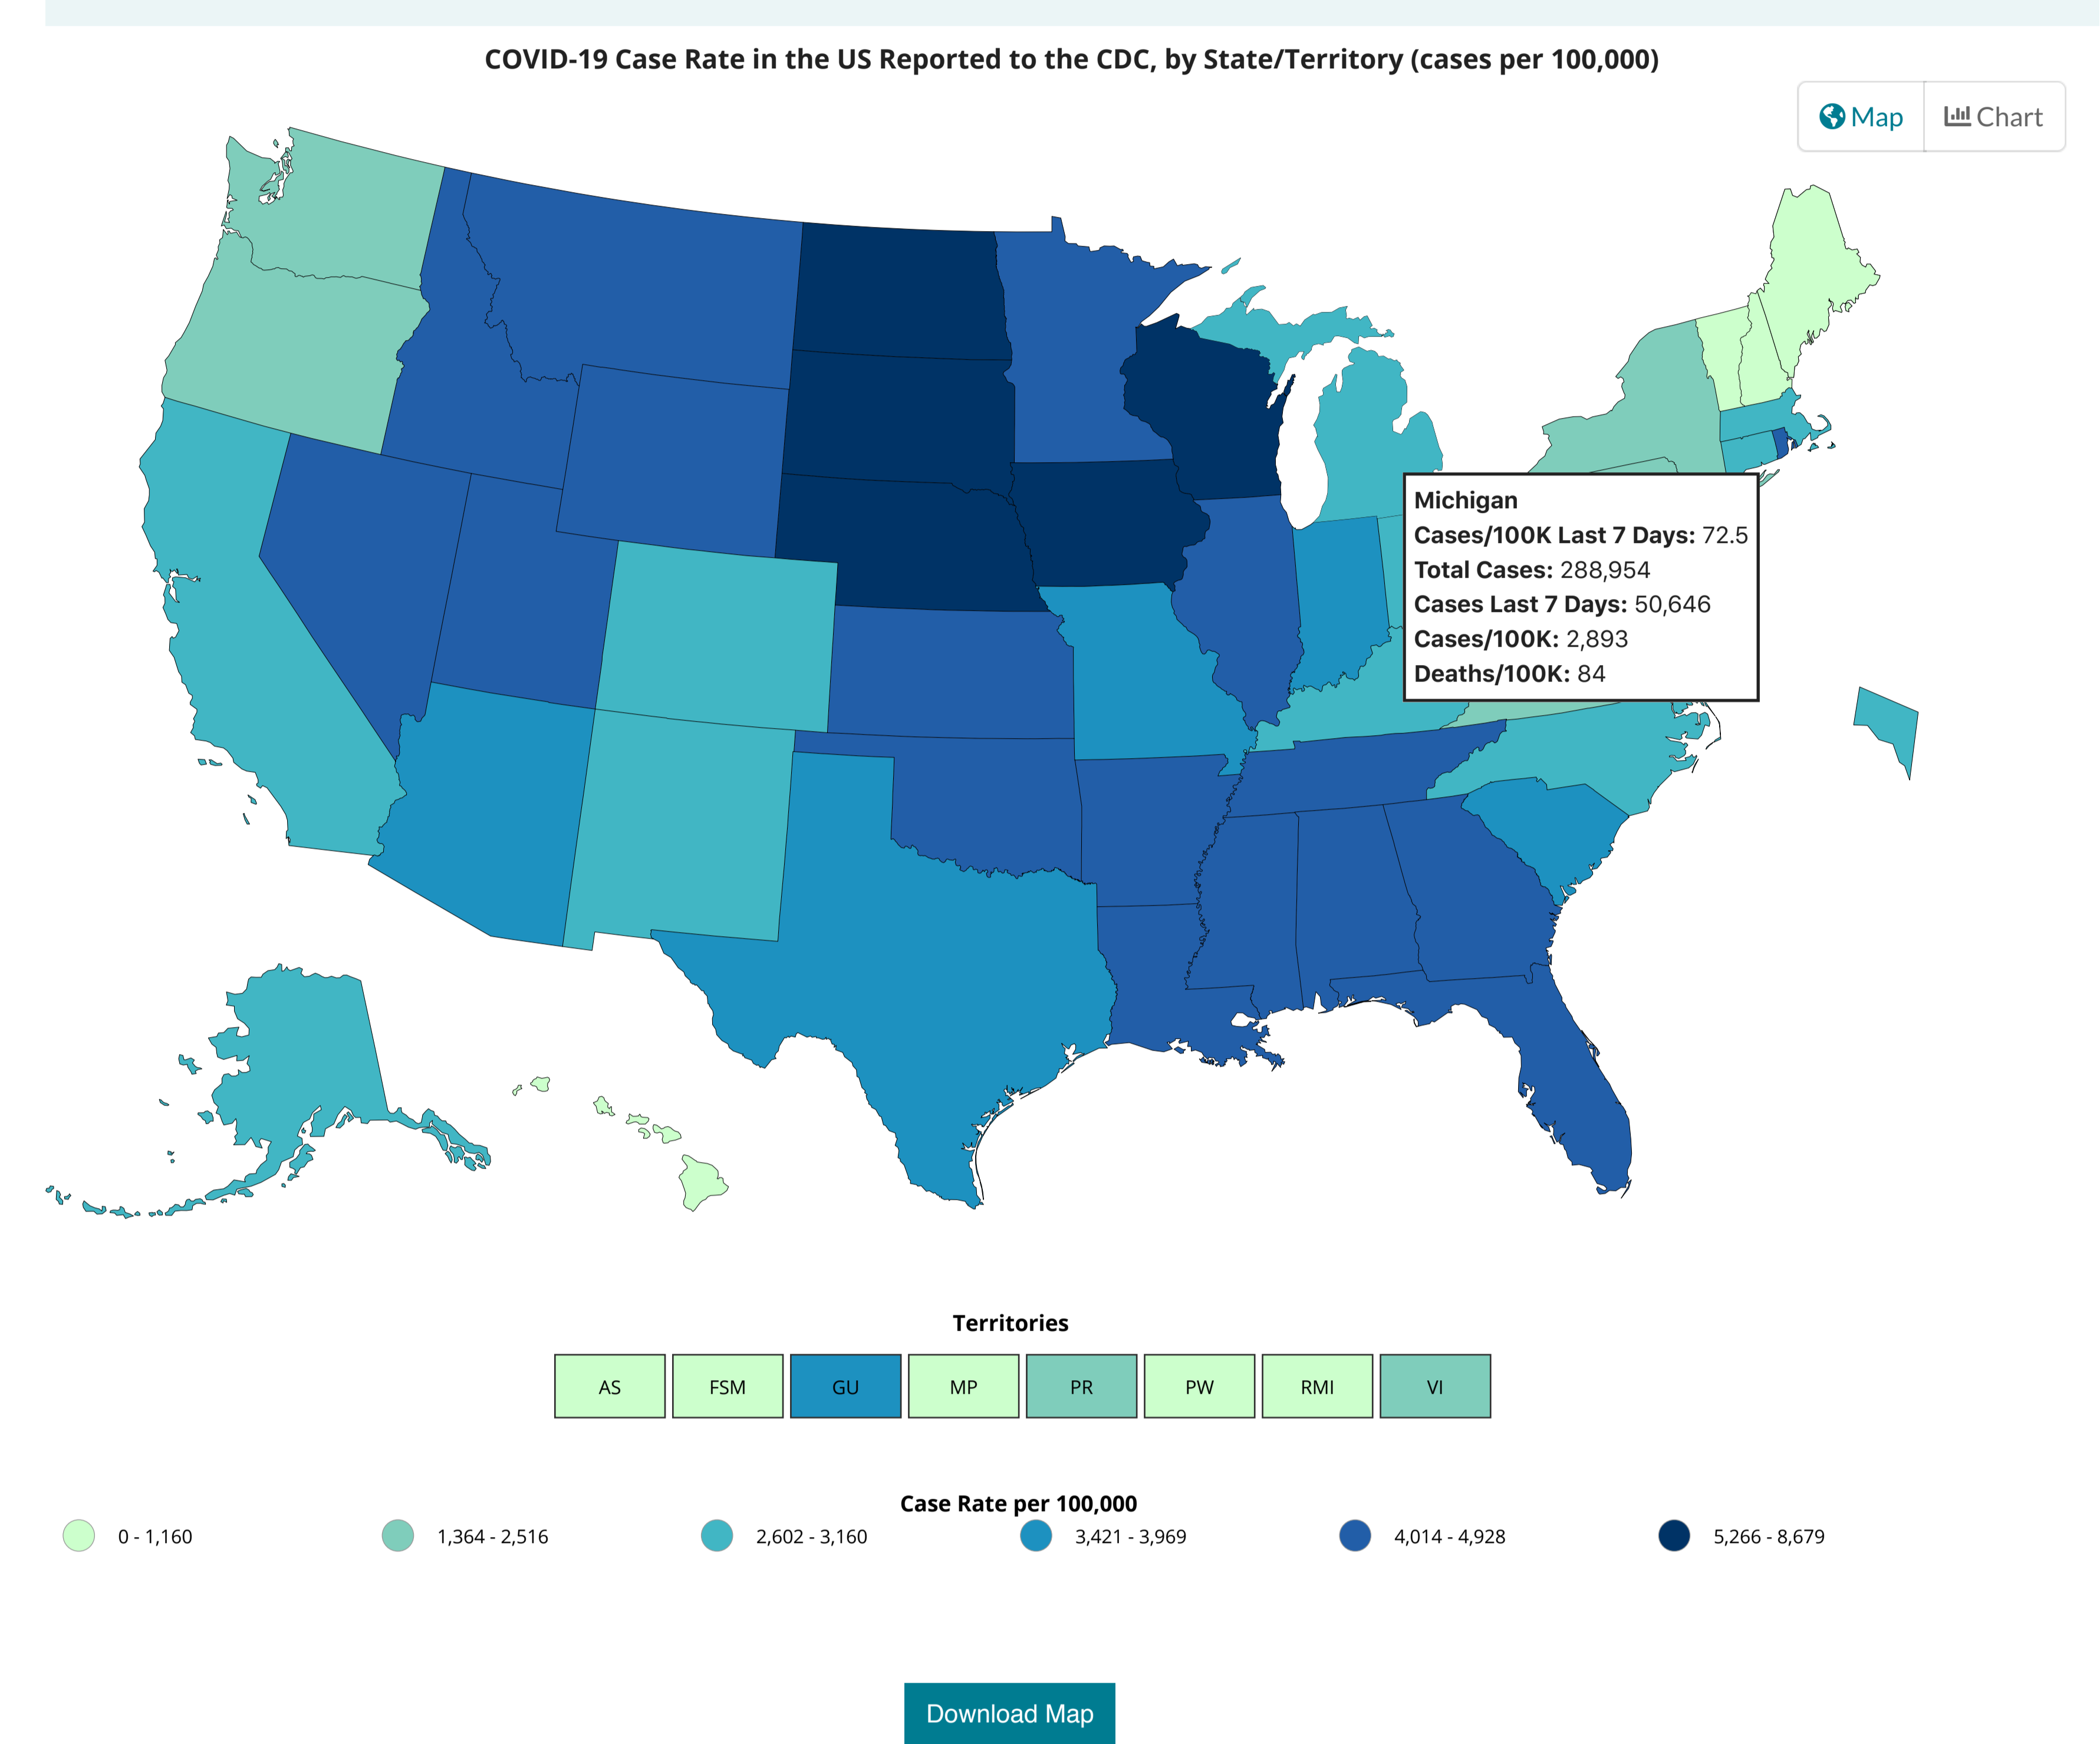 COVID-19 Case Rate in the US Reported to the CDC, by State/Territory (cases per 100,000)
Map
Chart
Michigan
Cases/100K Last 7 Days: 72.5
Total Cases: 288,954
Cases Last 7 Days: 50,646
Cases/100K: 2,893
Deaths/100K: 84
Territories
AS FSM GU MP PR PW RMI VI
Case Rate per 100,000
0 - 1,160 1,364 - 2,516 2,602 - 3,160 3,421 - 3,969 4,014 - 4,928 5,266 - 8,679
Download Map